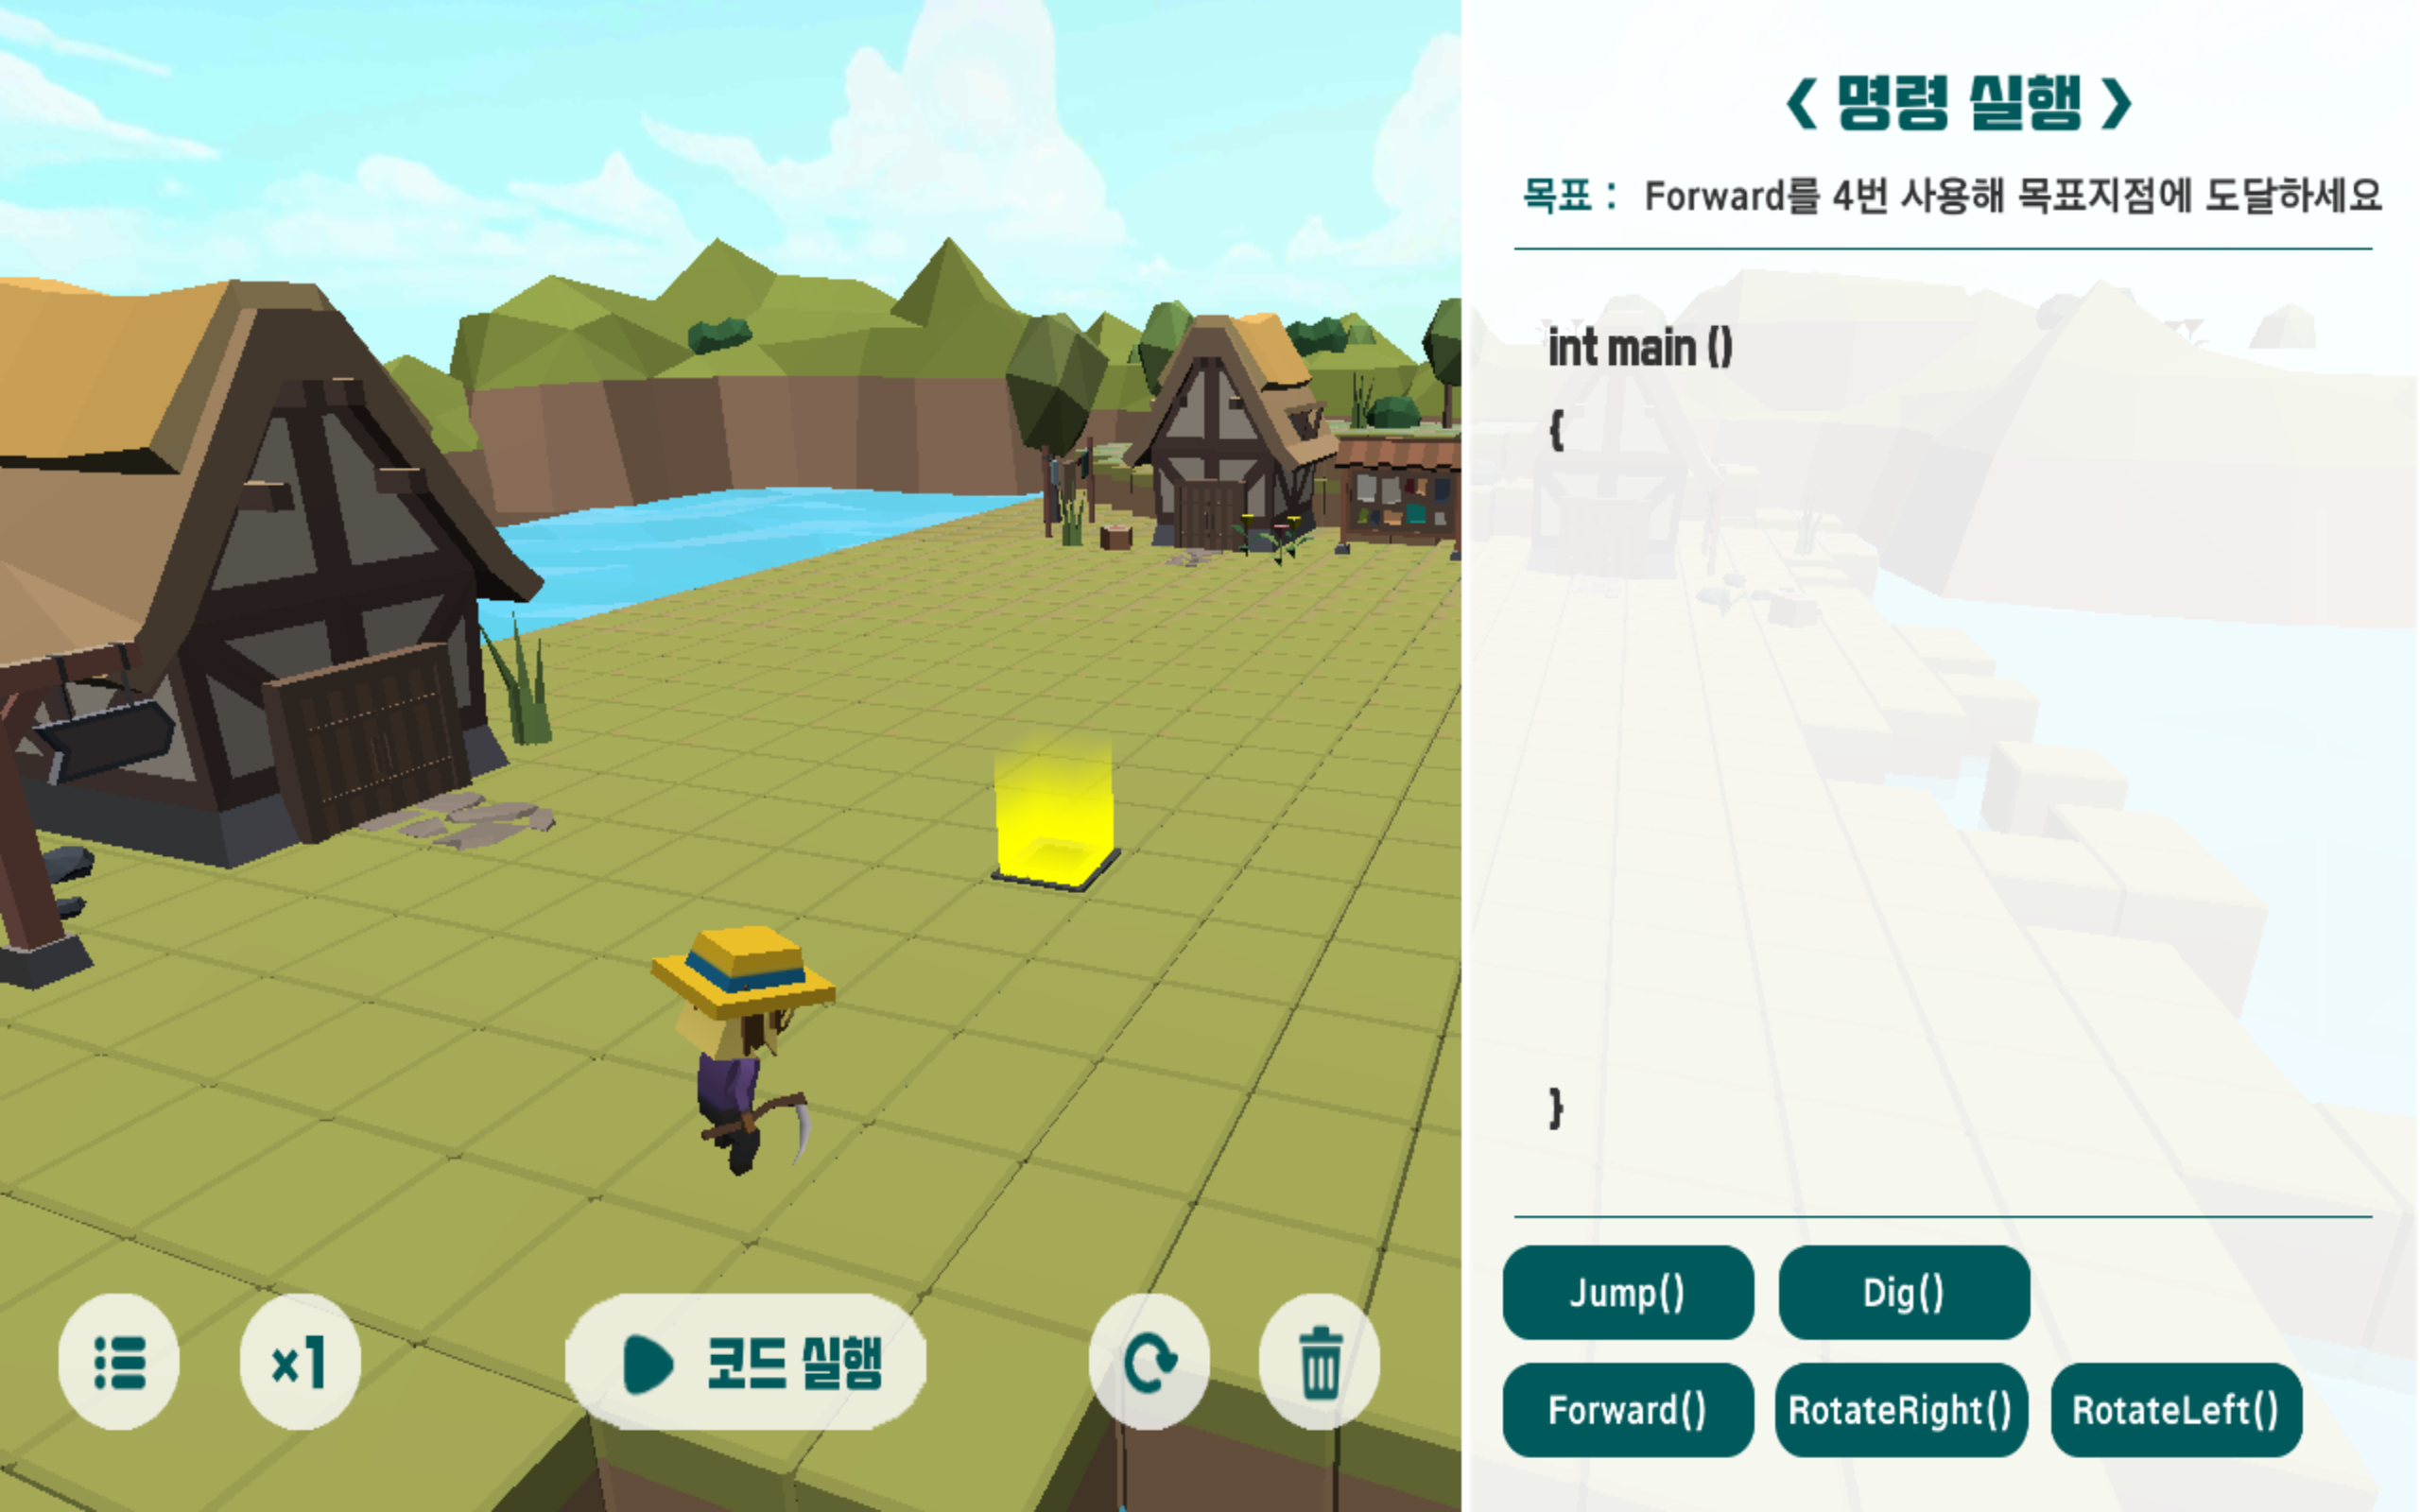 < 명령 실행 >
목표 : Forward를 4번 사용해 목표지점에 도달하세요
int main ()
{
}
Jump() Dig()
Forward() RotateRight() RotateLeft()
×1 코드 실행